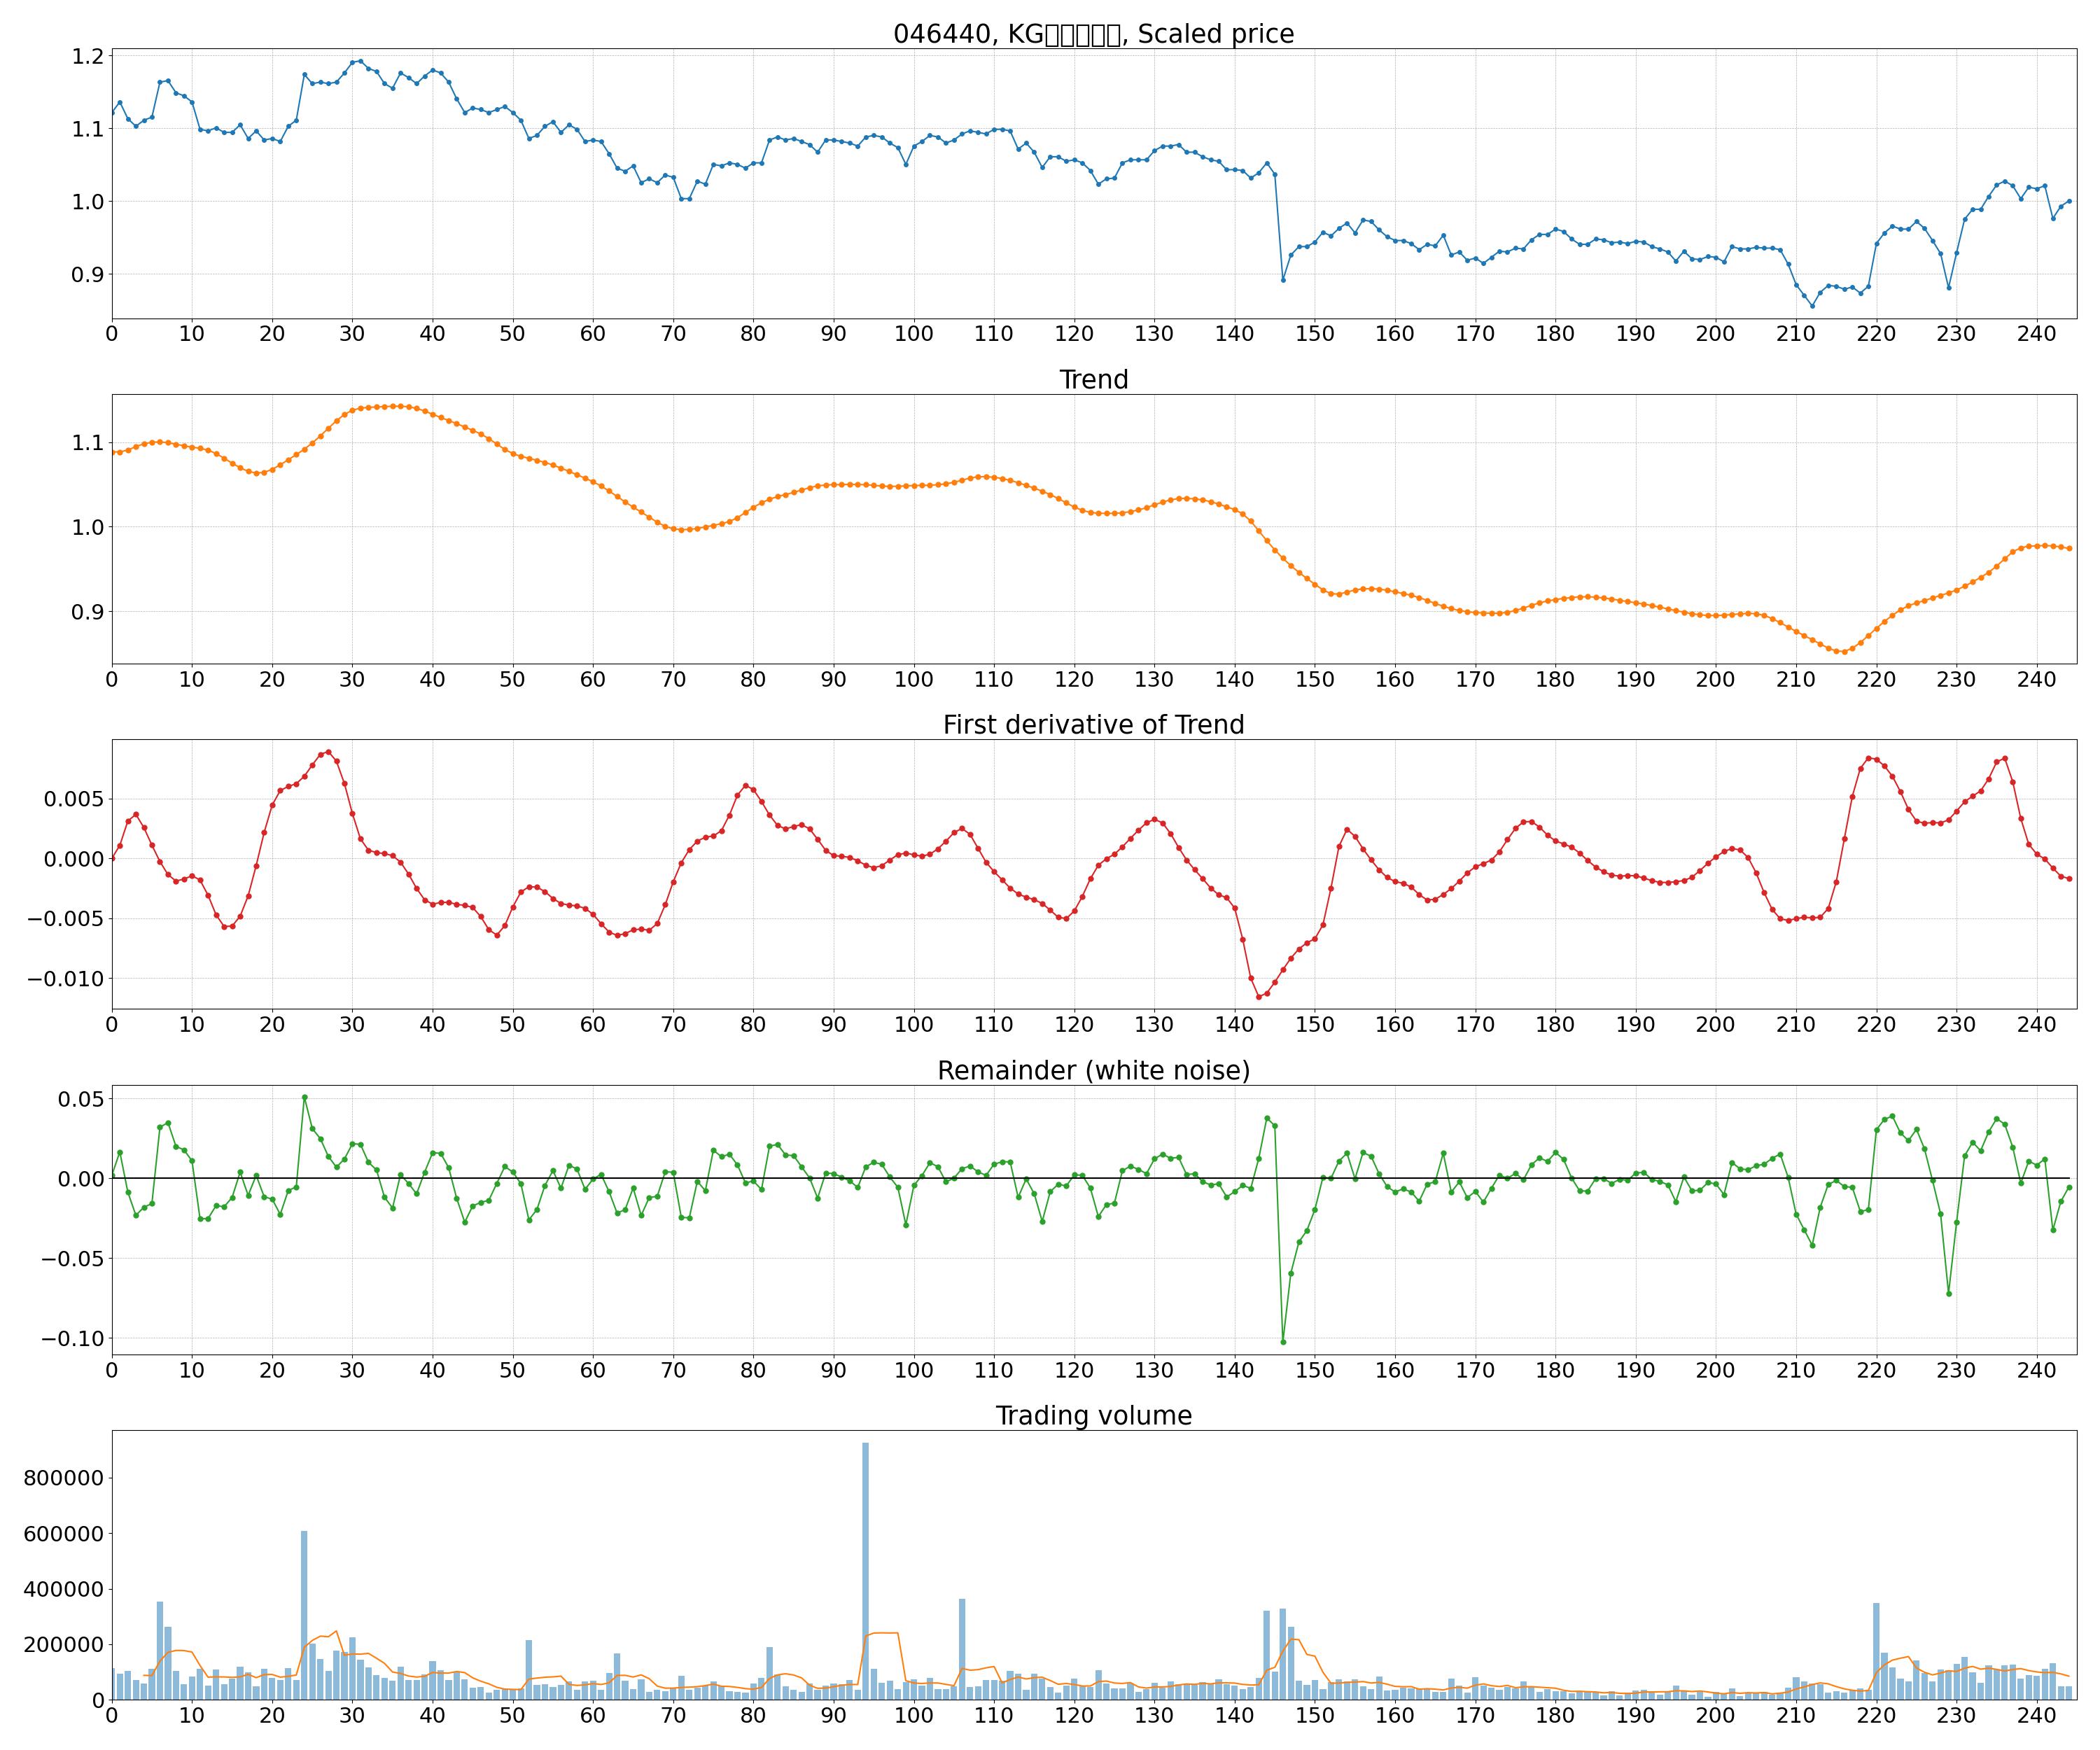 046440, KG□□□□□, Scaled price
1.2
1.1
1.0
0.9
0 10 20 30 40 50 60 70 80 90 100 110 120 130 140 150 160 170 180 190 200 210 220 230 240
Trend
1.1
1.0
0.9
0 10 20 30 40 50 60 70 80 90 100 110 120 130 140 150 160 170 180 190 200 210 220 230 240
First derivative of Trend
0.005
0.000
−0.005
−0.010
0 10 20 30 40 50 60 70 80 90 100 110 120 130 140 150 160 170 180 190 200 210 220 230 240
Remainder (white noise)
0.05
0.00
−0.05
−0.10
0 10 20 30 40 50 60 70 80 90 100 110 120 130 140 150 160 170 180 190 200 210 220 230 240
Trading volume
800000
600000
400000
200000
0
0 10 20 30 40 50 60 70 80 90 100 110 120 130 140 150 160 170 180 190 200 210 220 230 240